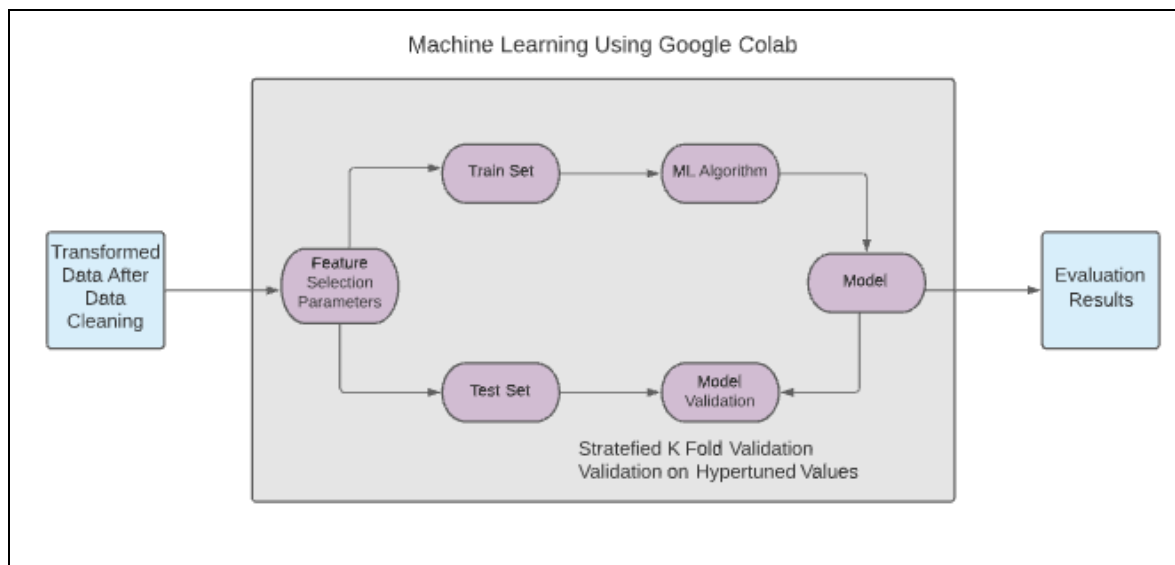 Machine Learning Using Google Colab
Transformed
Data After
Data
Cleaning
Feature
Selection
Parameters
Train Set
ML Algorithm
Model
Test Set
Model
Validation
Stratefied K Fold Validation
Validation on Hypertuned Values
Evaluation
Results